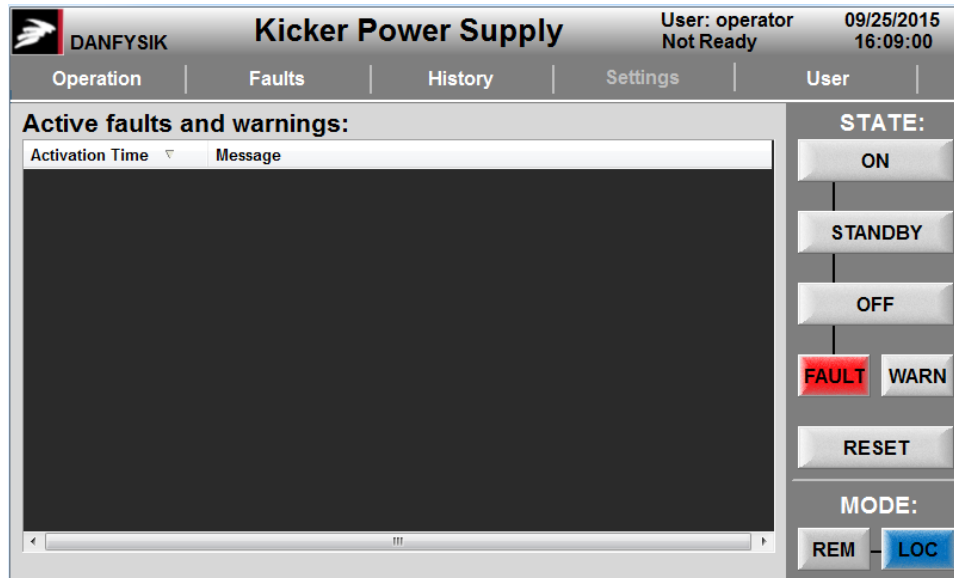 DANFYSIK
Kicker Power Supply
User: operator
Not Ready
09/25/2015
16:09:00
Operation
Faults
History
Settings
User
Active faults and warnings:
Activation Time
Message
STATE:
ON
STANDBY
OFF
FAULT
WARN
RESET
MODE:
REM
LOC